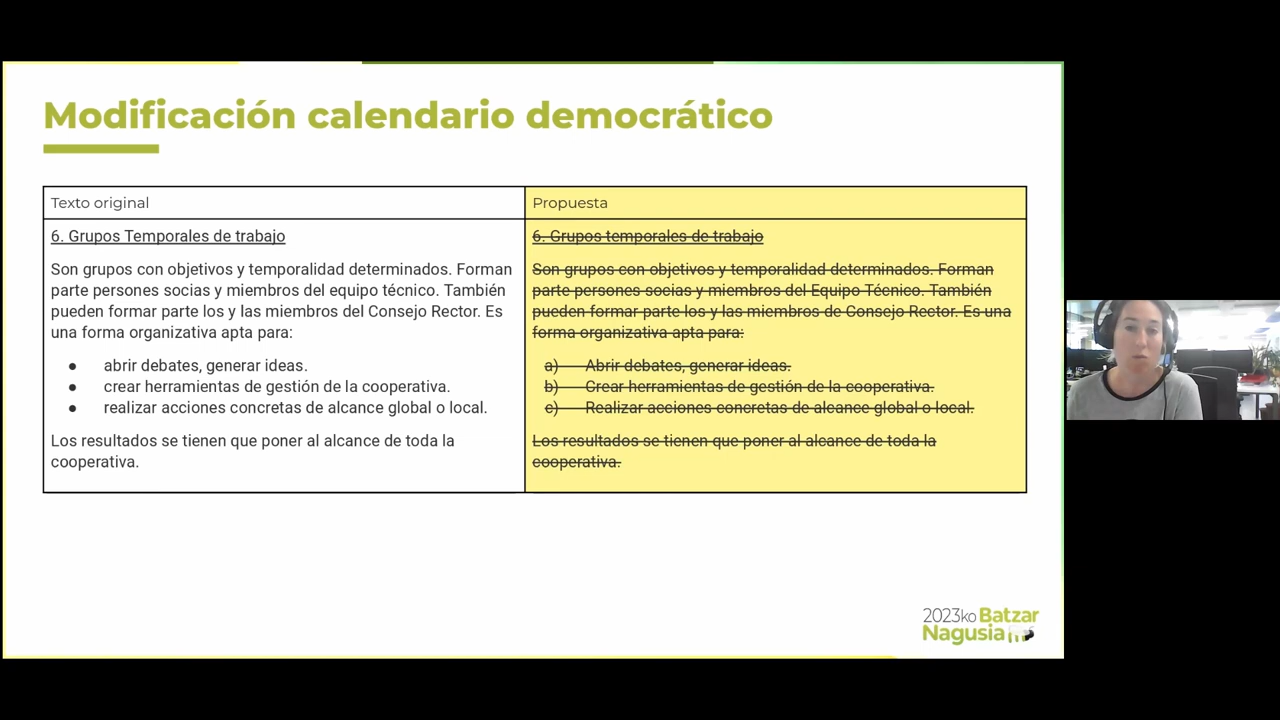 Modificación calendario democrático
Texto original
6. Grupos Temporales de trabajo
Son grupos con objetivos y temporalidad determinados. Forman
parte persones socias y miembros del equipo técnico. También
pueden formar parte los y las miembros del Consejo Rector. Es
una forma organizativa apta para:
● abrir debates, generar ideas.
● crear herramientas de gestión de la cooperativa.
● realizar acciones concretas de alcance global o local.
Los resultados se tienen que poner al alcance de toda la
cooperativa.
Propuesta
6. Grupos temporales de trabajo
Son grupos con objetivos y temporalidad determinados. Forman
parte persones socias y miembros del Equipo Técnico. También
pueden formar parte los y las miembros de Consejo Rector. Es una
forma organizativa apta para:
a) Abrir debates, generar ideas.
b) Crear herramientas de gestión de la cooperativa.
c) Realizar acciones concretas de alcance global o local.
Los resultados se tienen que poner al alcance de toda la
cooperativa.
2023ko Batzar
Nagusia